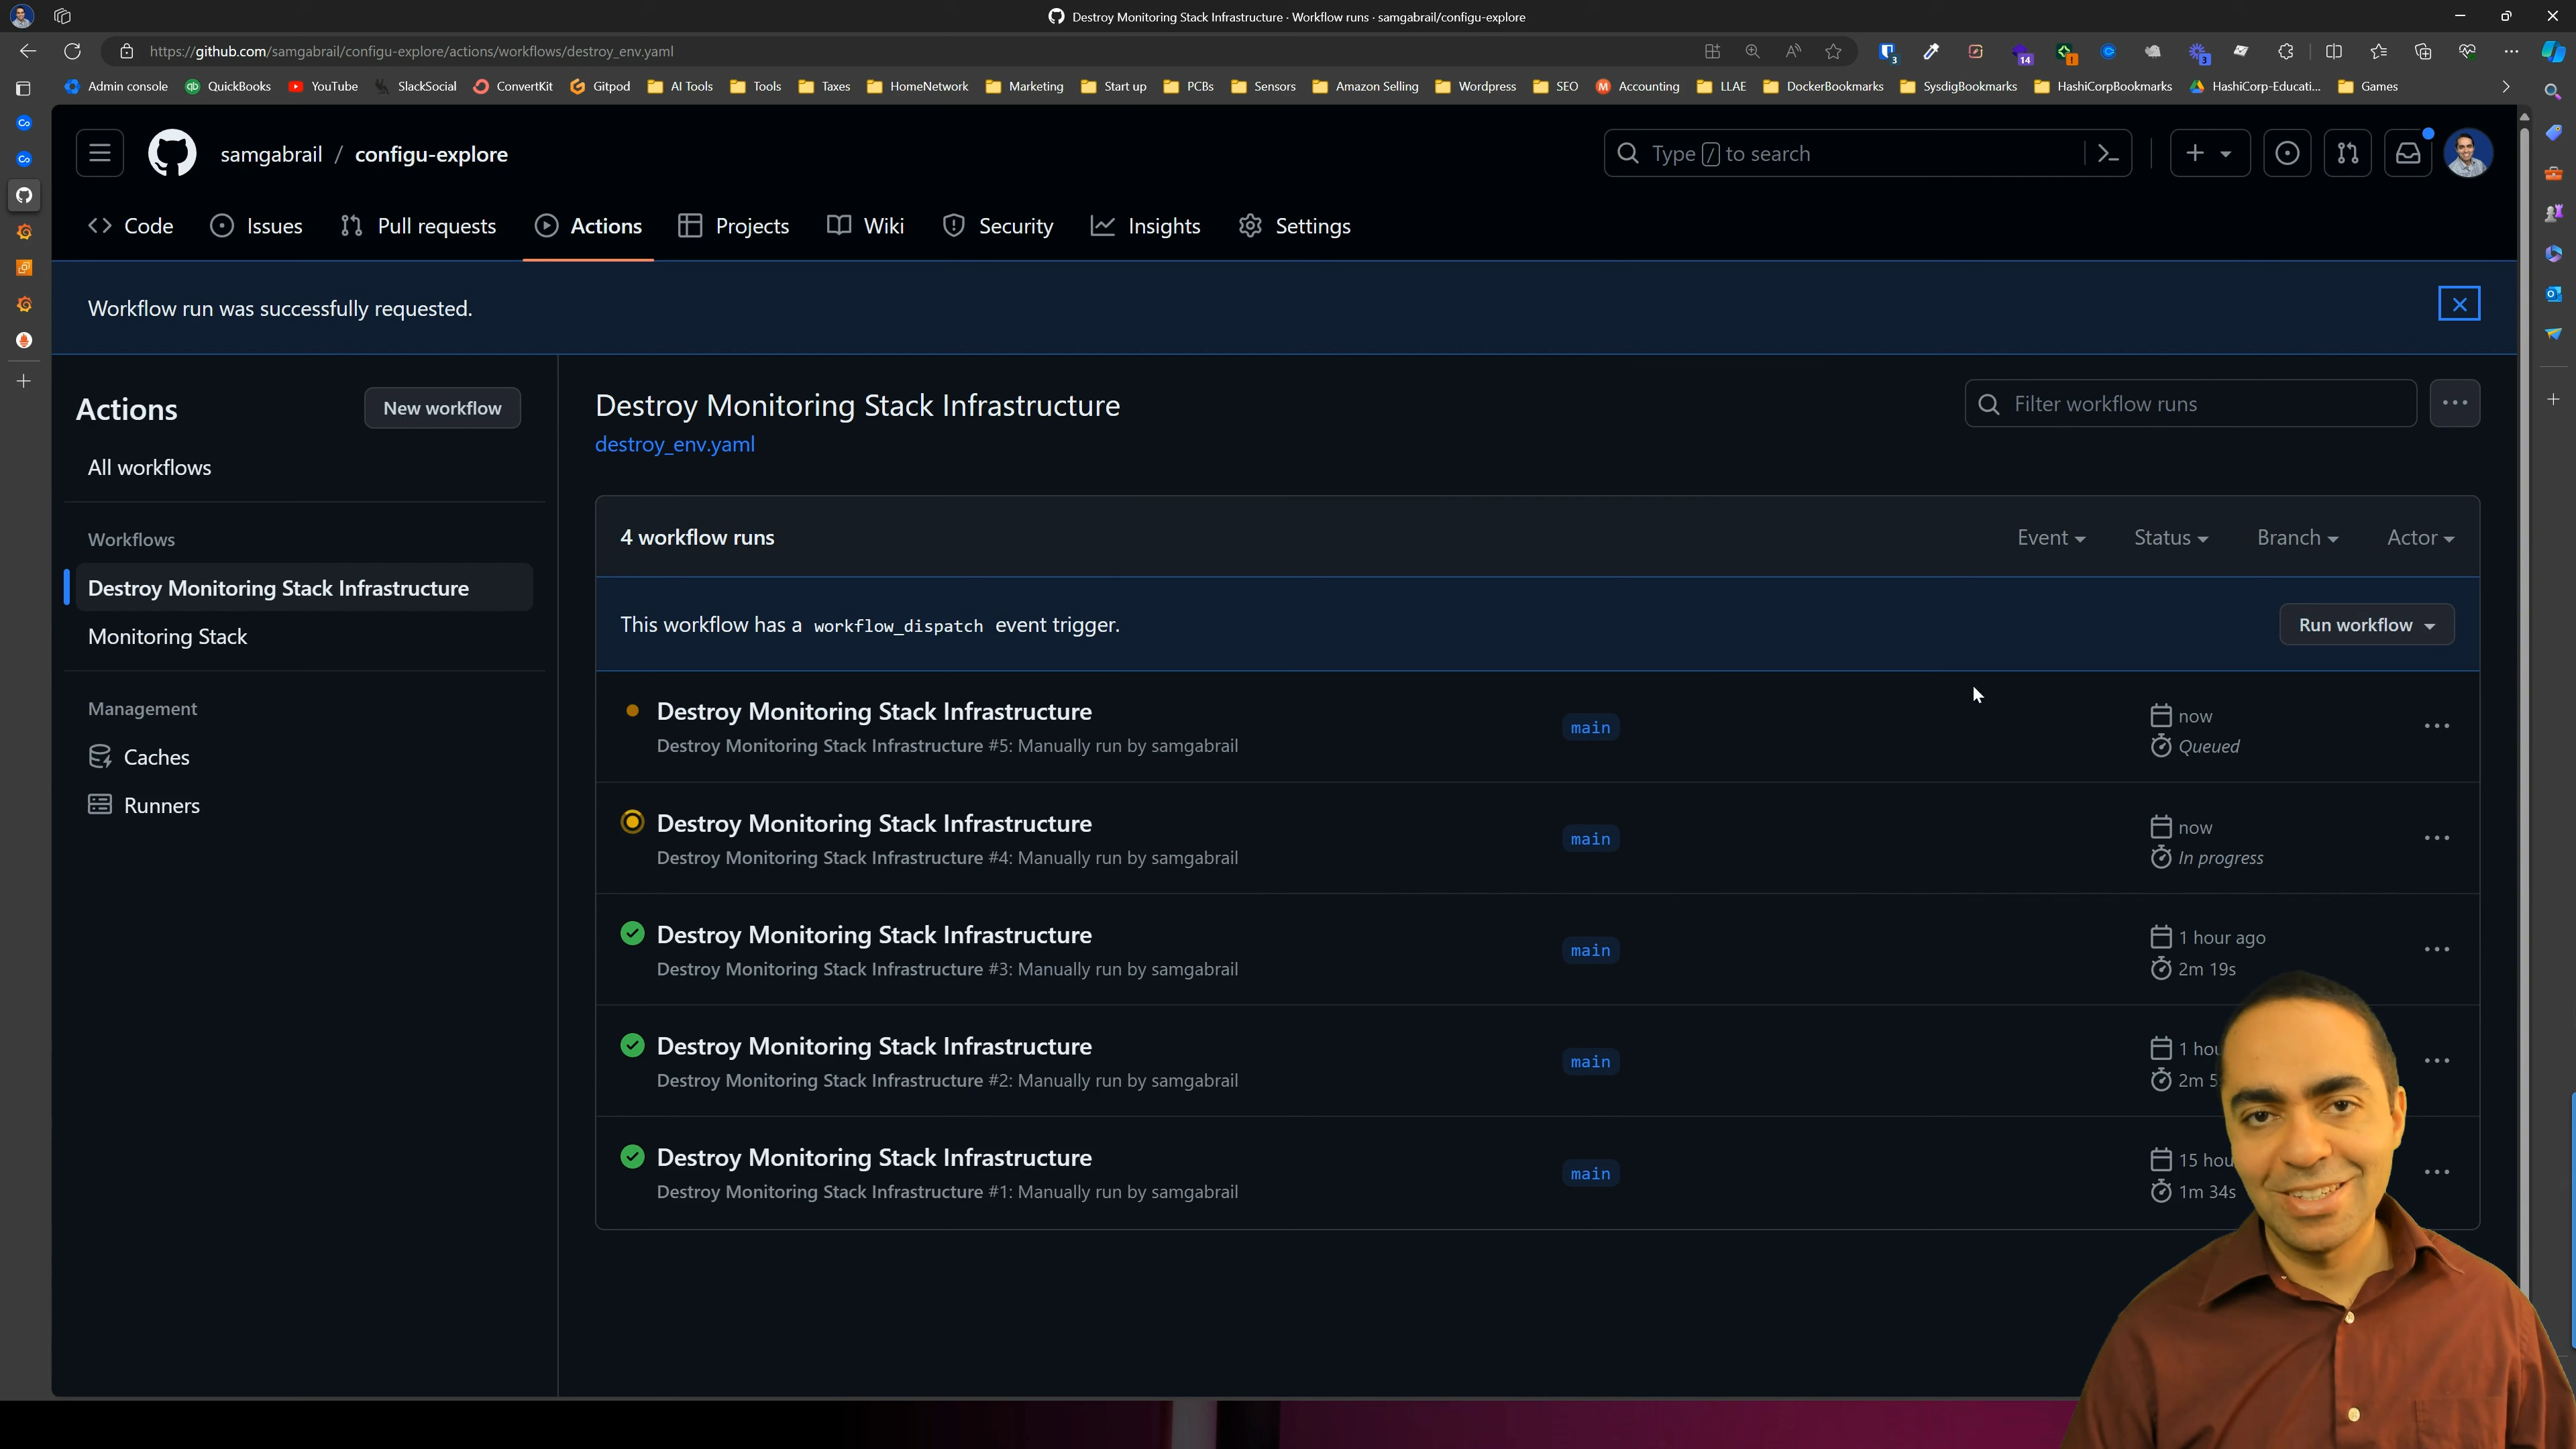 Destroy Monitoring Stack Infrastructure · Workflow runs · samgabrail/configu-explore
https://github.com/samgabrail/configu-explore/actions/workflows/destroy_env.yaml
3
14
!
3
Admin console
QuickBooks
YouTube
SlackSocial
ConvertKit
Gitpod
AI Tools
Tools
Taxes
HomeNetwork
Marketing
Start up
PCBs
Sensors
Amazon Selling
Wordpress
SEO
Accounting
LLAE
DockerBookmarks
SysdigBookmarks
HashiCorpBookmarks
HashiCorp-Educati...
Games
samgabrail / configu-explore
Type / to search
Code
Issues
Pull requests
Actions
Projects
Wiki
Security
Insights
Settings
Workflow run was successfully requested.
Actions
New workflow
All workflows
Workflows
Destroy Monitoring Stack Infrastructure
Monitoring Stack
Management
Caches
Runners
Destroy Monitoring Stack Infrastructure
destroy_env.yaml
Filter workflow runs
4 workflow runs
Event
Status
Branch
Actor
This workflow has a workflow_dispatch event trigger.
Run workflow
Destroy Monitoring Stack Infrastructure
Destroy Monitoring Stack Infrastructure #5: Manually run by samgabrail
main
now
Queued
Destroy Monitoring Stack Infrastructure
Destroy Monitoring Stack Infrastructure #4: Manually run by samgabrail
main
now
In progress
Destroy Monitoring Stack Infrastructure
Destroy Monitoring Stack Infrastructure #3: Manually run by samgabrail
main
1 hour ago
2m 19s
Destroy Monitoring Stack Infrastructure
Destroy Monitoring Stack Infrastructure #2: Manually run by samgabrail
main
1
2m
Destroy Monitoring Stack Infrastructure
Destroy Monitoring Stack Infrastructure #1: Manually run by samgabrail
main
15
1m 34s